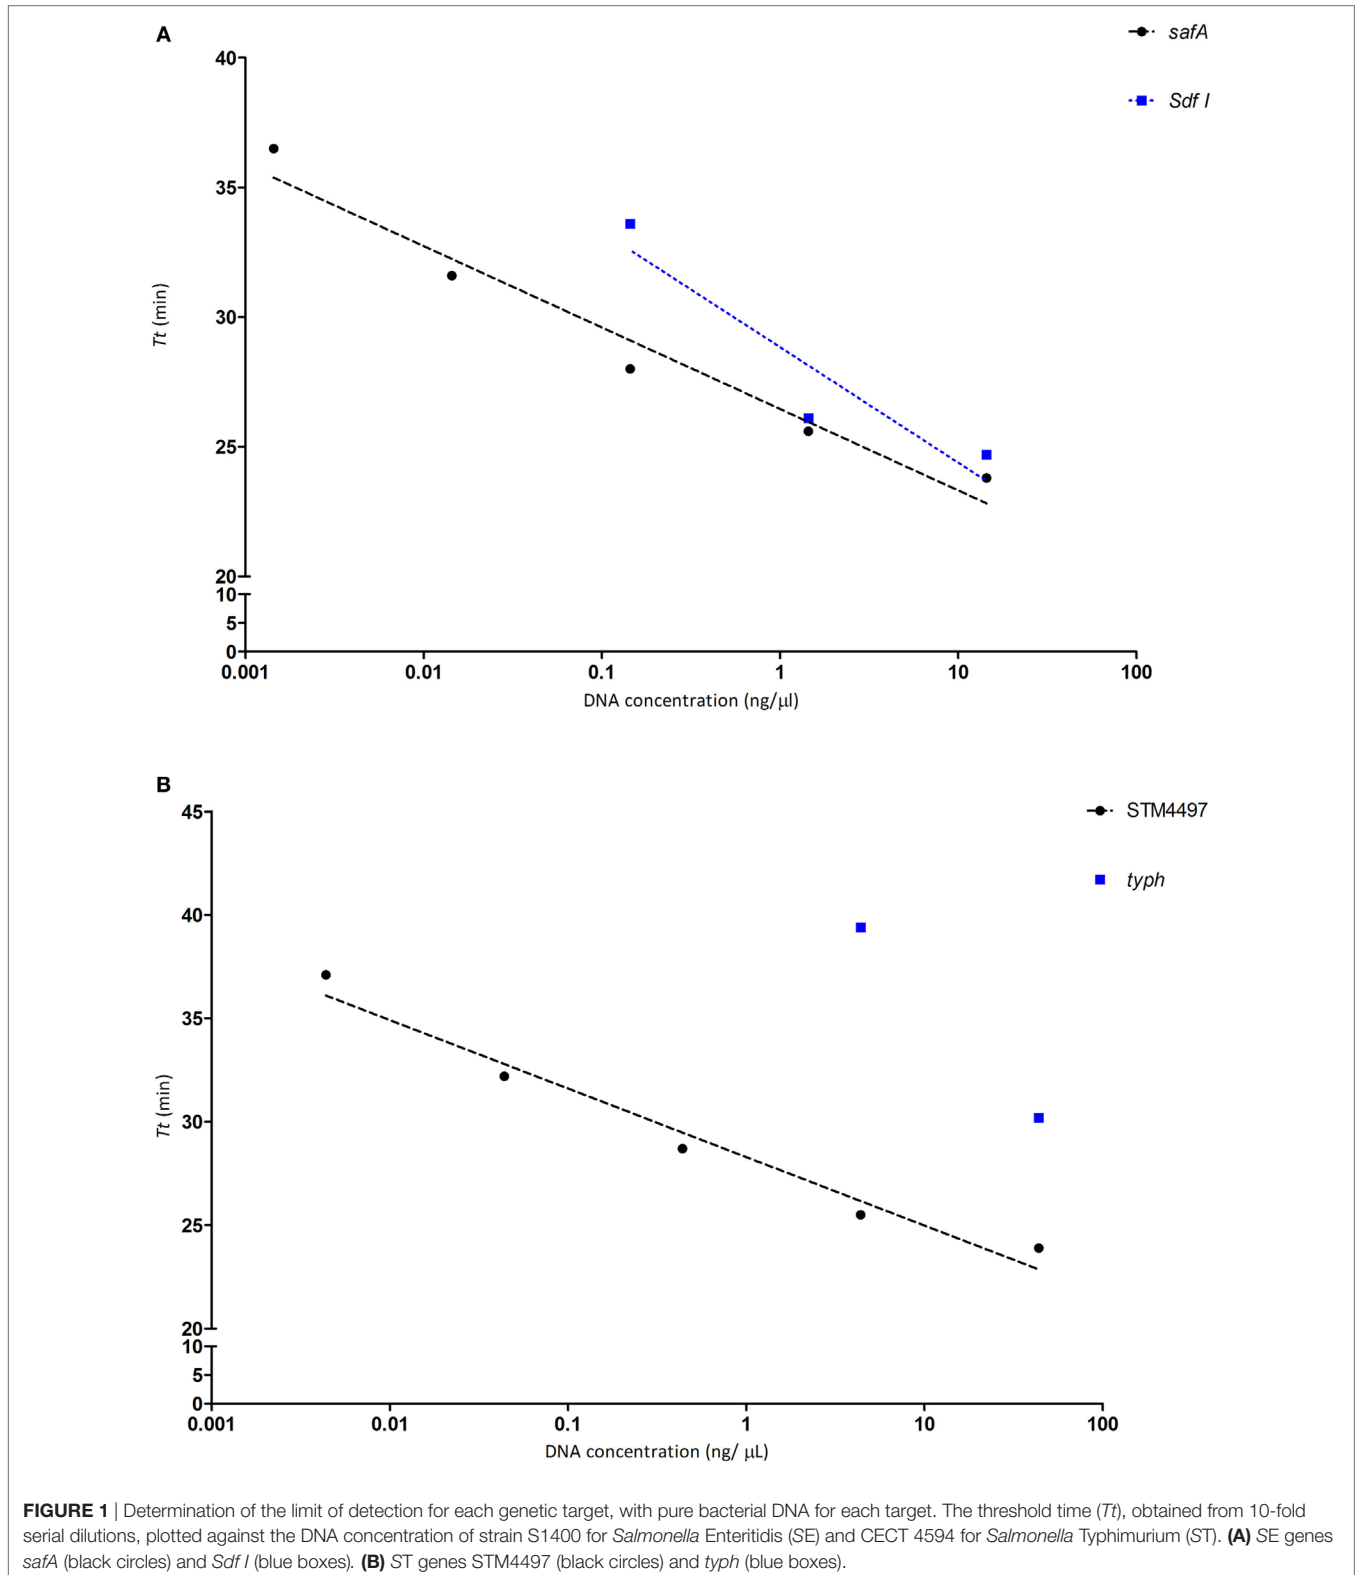 A
safA
Sdf I
40
35
30
25
20
10
5
0
Tt (min)
0.001 0.01 0.1 1 10 100
DNA concentration (ng/μl)
B
STM4497
typh
45
40
35
30
25
20
10
5
0
Tt (min)
0.001 0.01 0.1 1 10 100
DNA concentration (ng/ μL)
FIGURE 1 | Determination of the limit of detection for each genetic target, with pure bacterial DNA for each target. The threshold time (Tt), obtained from 10-fold
serial dilutions, plotted against the DNA concentration of strain S1400 for Salmonella Enteritidis (SE) and CECT 4594 for Salmonella Typhimurium (ST). (A) SE genes
safA (black circles) and Sdf I (blue boxes). (B) ST genes STM4497 (black circles) and typh (blue boxes).